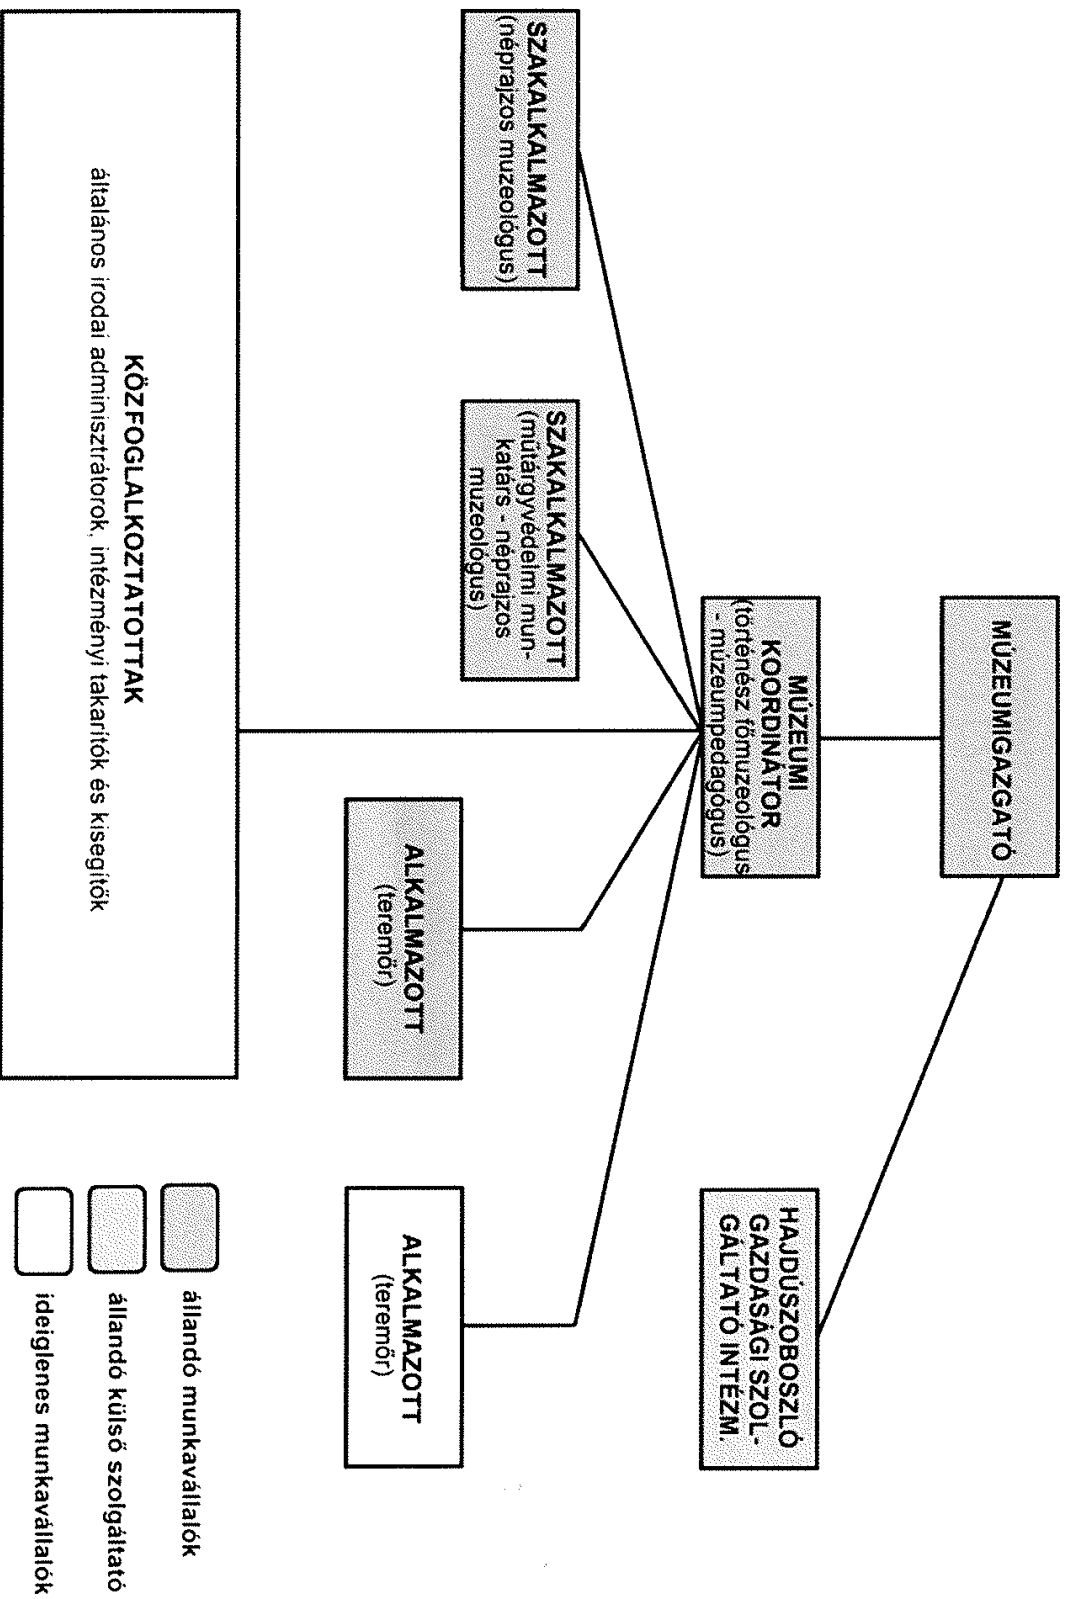 MÚZEUMIGAZGATÓ
MÚZEUMI
KOORDINÁTOR
(történész főmuzeológus
- múzeumpedagógus)
HAJDÚSZOBOSZLÓ
GAZDASÁGI SZOL-
GÁLTATÓ INTÉZM.
SZAKALKALMAZOTT
(néprajzos muzeológus)
SZAKALKALMAZOTT
(műtárgyvédelmi mun-
katárs - néprajzos
muzeológus)
ALKALMAZOTT
(teremőr)
ALKALMAZOTT
(teremőr)
KÖZFOGLALKOZTATOTTAK
általános irodai adminisztrátorok, intézményi takarítók és kisegítők
állandó munkavállalók
állandó külső szolgáltató
ideiglenes munkavállalók